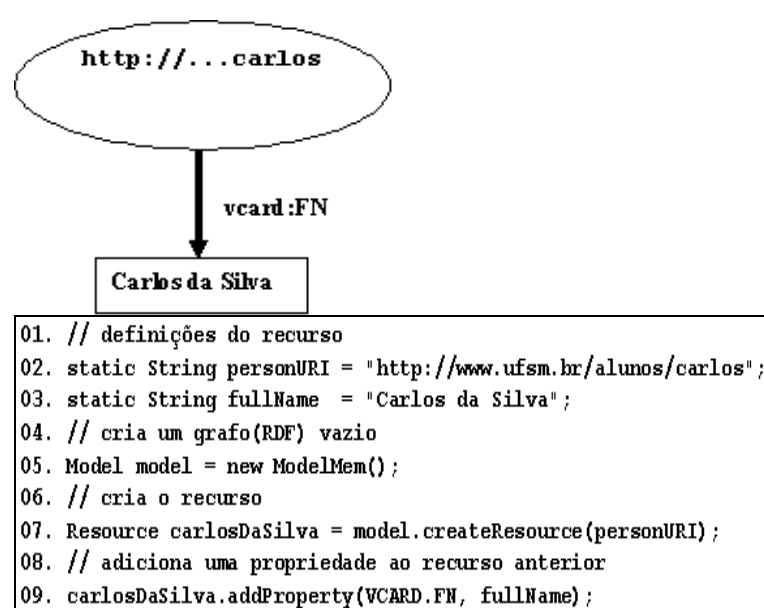 http://...carlos
vcard:FN
Carlos da Silva
01. // definições do recurso
02. static String personURI = "http://www.ufsm.br/alunos/carlos";
03. static String fullName  = "Carlos da Silva";
04. // cria um grafo(RDF) vazio
05. Model model = new ModelMem();
06. // cria o recurso
07. Resource carlosDaSilva = model.createResource(personURI);
08. // adiciona uma propriedade ao recurso anterior
09. carlosDaSilva.addProperty(VCARD.FN, fullName);